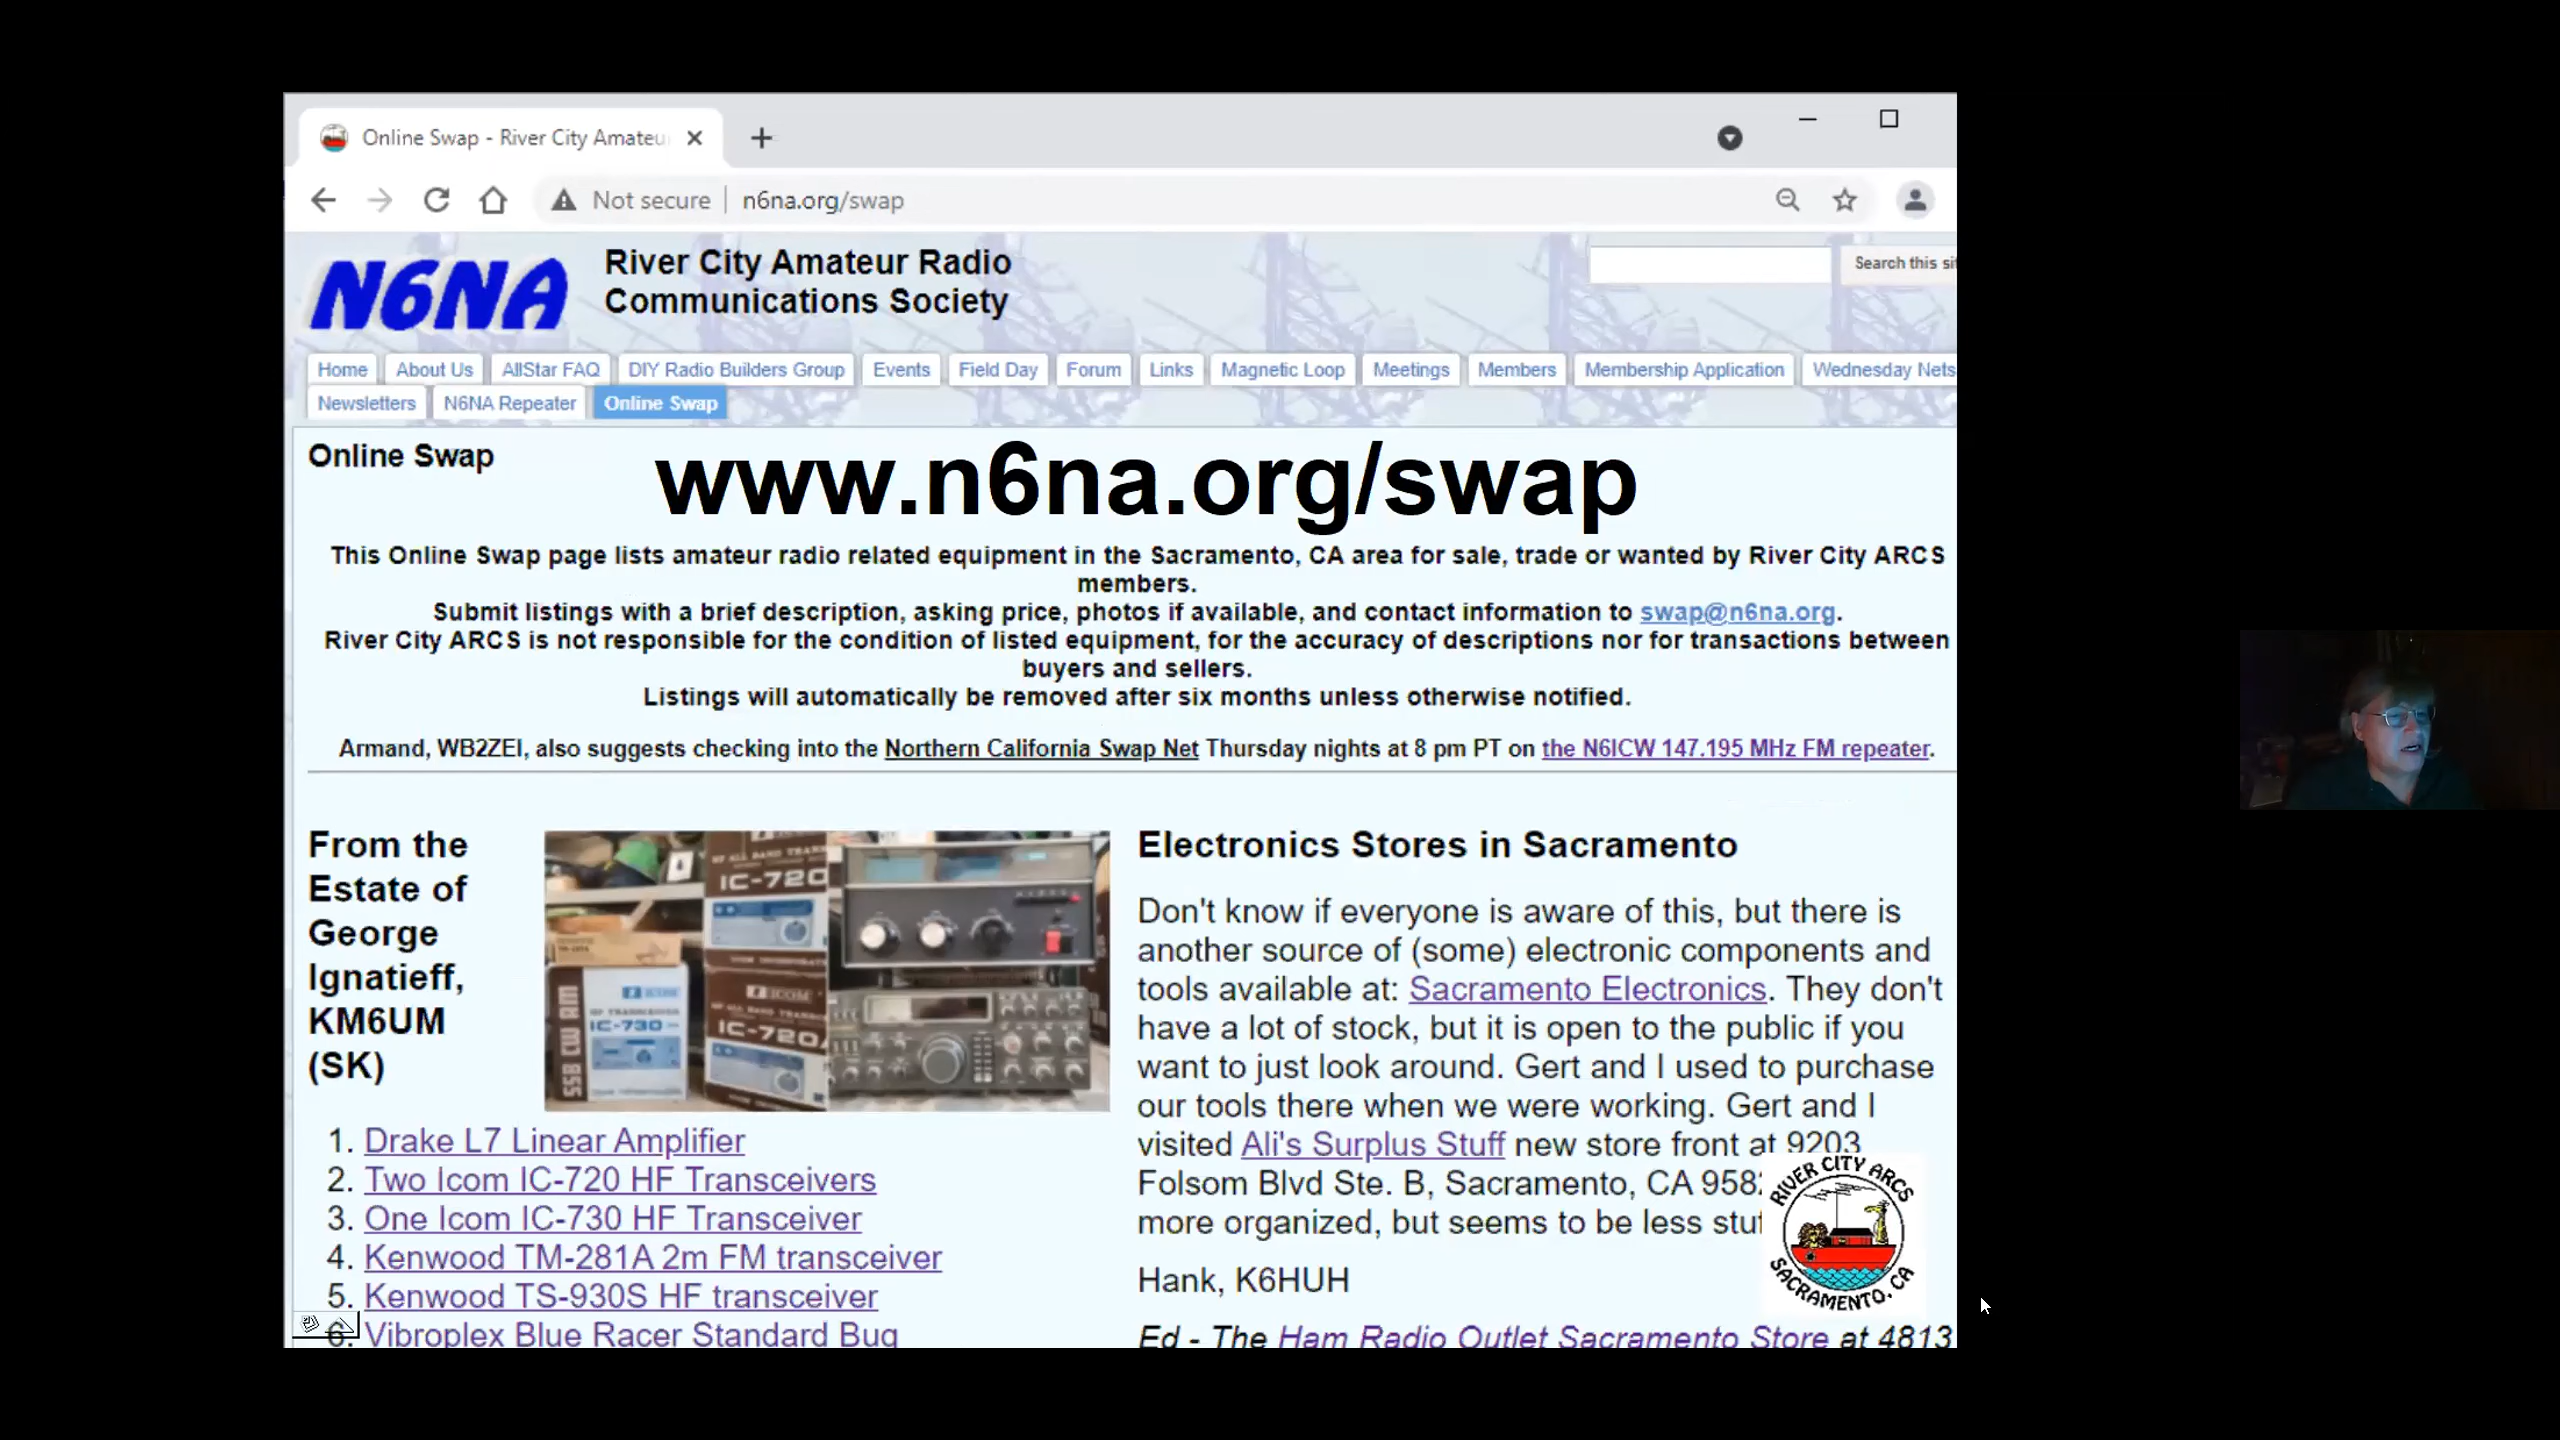 Online Swap - River City Amateu
Not secure
n6na.org/swap
N6NA
River City Amateur Radio
Communications Society
Search this sit
Home About Us AllStar FAQ DIY Radio Builders Group Events Field Day Forum Links Magnetic Loop Meetings Members Membership Application Wednesday Nets
Newsletters N6NA Repeater Online Swap
Online Swap
www.n6na.org/swap
This Online Swap page lists amateur radio related equipment in the Sacramento, CA area for sale, trade or wanted by River City ARCS
members.
Submit listings with a brief description, asking price, photos if available, and contact information to swap@n6na.org.
River City ARCS is not responsible for the condition of listed equipment, for the accuracy of descriptions nor for transactions between
buyers and sellers.
Listings will automatically be removed after six months unless otherwise notified.
Armand, WB2ZEI, also suggests checking into the Northern California Swap Net Thursday nights at 8 pm PT on the N6ICW 147.195 MHz FM repeater.
From the
Estate of
George
Ignatieff,
KM6UM
(SK)
IC-720
ICOM
IC-720A
SSB CW AM
HF TRANSCEIVER
IC-730
1. Drake L7 Linear Amplifier
2. Two Icom IC-720 HF Transceivers
3. One Icom IC-730 HF Transceiver
4. Kenwood TM-281A 2m FM transceiver
5. Kenwood TS-930S HF transceiver
6. Vibroplex Blue Racer Standard Bug
Electronics Stores in Sacramento
Don't know if everyone is aware of this, but there is
another source of (some) electronic components and
tools available at: Sacramento Electronics. They don't
have a lot of stock, but it is open to the public if you
want to just look around. Gert and I used to purchase
our tools there when we were working. Gert and I
visited Ali's Surplus Stuff new store front at 9203
Folsom Blvd Ste. B, Sacramento, CA 958
more organized, but seems to be less stuf
Hank, K6HUH
Ed - The Ham Radio Outlet Sacramento Store at 4813
RIVER CITY ARCS
SACRAMENTO, CA